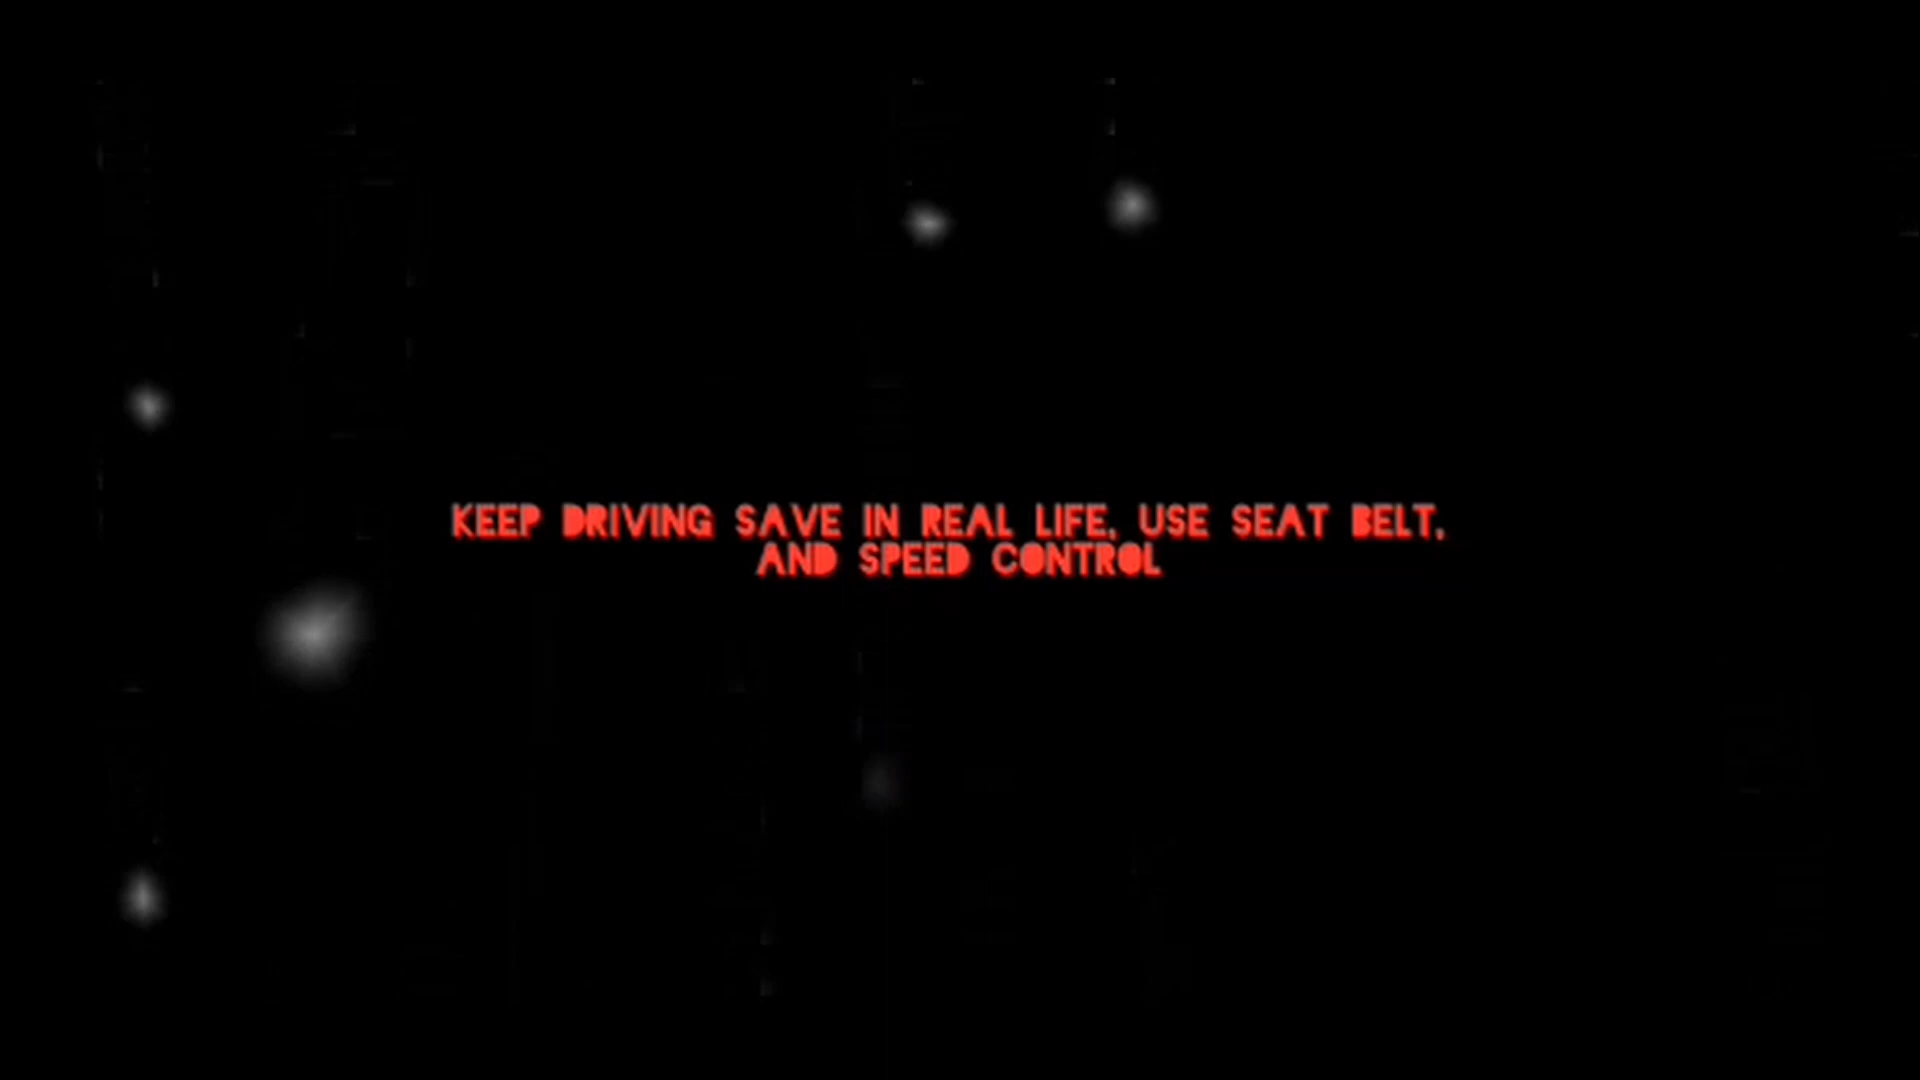 KEEP DRIVING SAVE IN REAL LIFE, USE SEAT BELT,
AND SPEED CONTROL